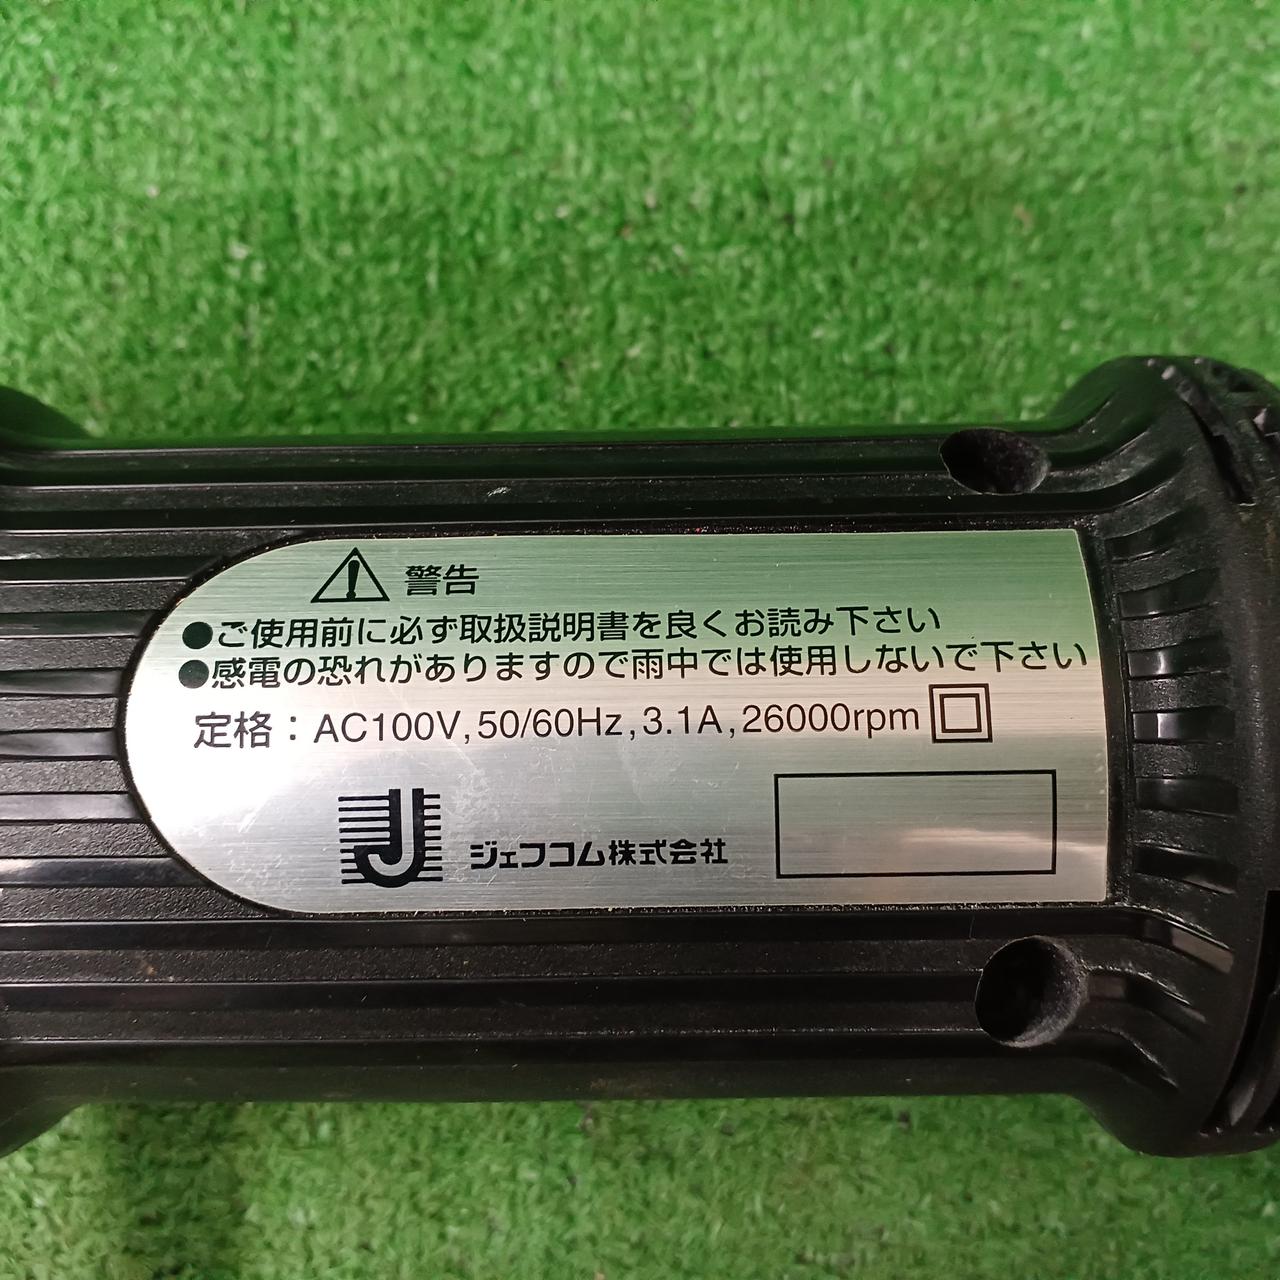 警告
●ご使用前に必ず取扱説明書を良くお読み下さい
●感電の恐れがありますので雨中では使用しないで下さい
定格：AC100V,50/60Hz,3.1A,26000rpm
J
ジェフコム株式会社